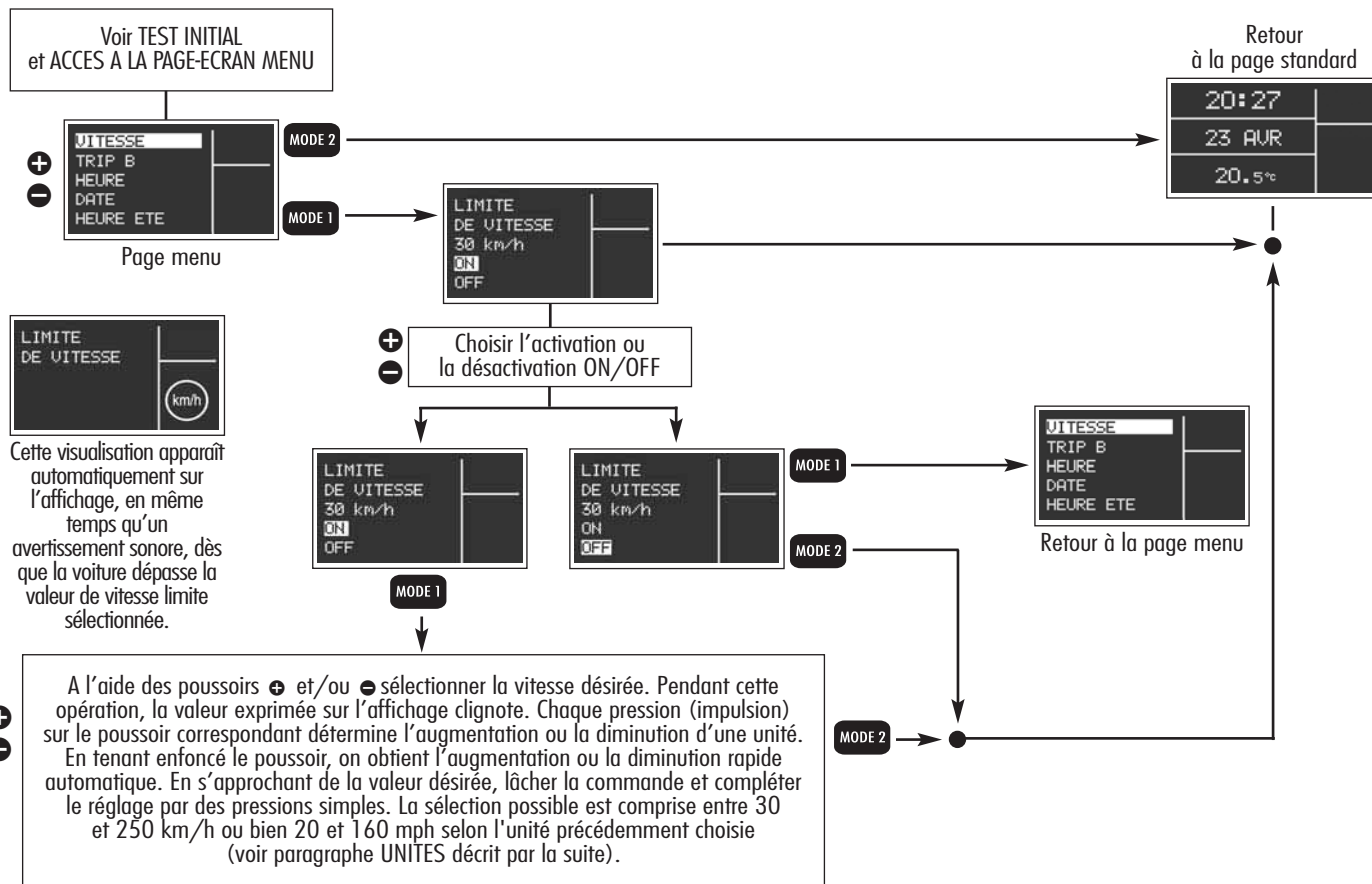 Voir TEST INITIAL
et ACCES A LA PAGE-ECRAN MENU
VITESSE
TRIP B
HEURE
DATE
HEURE ETE
Page menu
MODE 2
MODE 1
Retour
à la page standard
20:27
23 AVR
20.5°c
LIMITE
DE VITESSE
30 km/h
ON
OFF
Choisir l'activation ou
la désactivation ON/OFF
LIMITE
DE VITESSE
km/h
Cette visualisation apparaît
automatiquement sur
l'affichage, en même
temps qu'un
avertissement sonore, dès
que la voiture dépasse la
valeur de vitesse limite
sélectionnée.
LIMITE
DE VITESSE
30 km/h
ON
OFF
MODE 1
LIMITE
DE VITESSE
30 km/h
ON
OFF
MODE 1
MODE 2
VITESSE
TRIP B
HEURE
DATE
HEURE ETE
Retour à la page menu
A l'aide des poussoirs + et/ou - sélectionner la vitesse désirée. Pendant cette
opération, la valeur exprimée sur l'affichage clignote. Chaque pression (impulsion)
sur le poussoir correspondant détermine l'augmentation ou la diminution d'une unité.
En tenant enfoncé le poussoir, on obtient l'augmentation ou la diminution rapide
automatique. En s'approchant de la valeur désirée, lâcher la commande et compléter
le réglage par des pressions simples. La sélection possible est comprise entre 30
et 250 km/h ou bien 20 et 160 mph selon l'unité précédemment choisie
(voir paragraphe UNITES décrit par la suite).
MODE 2